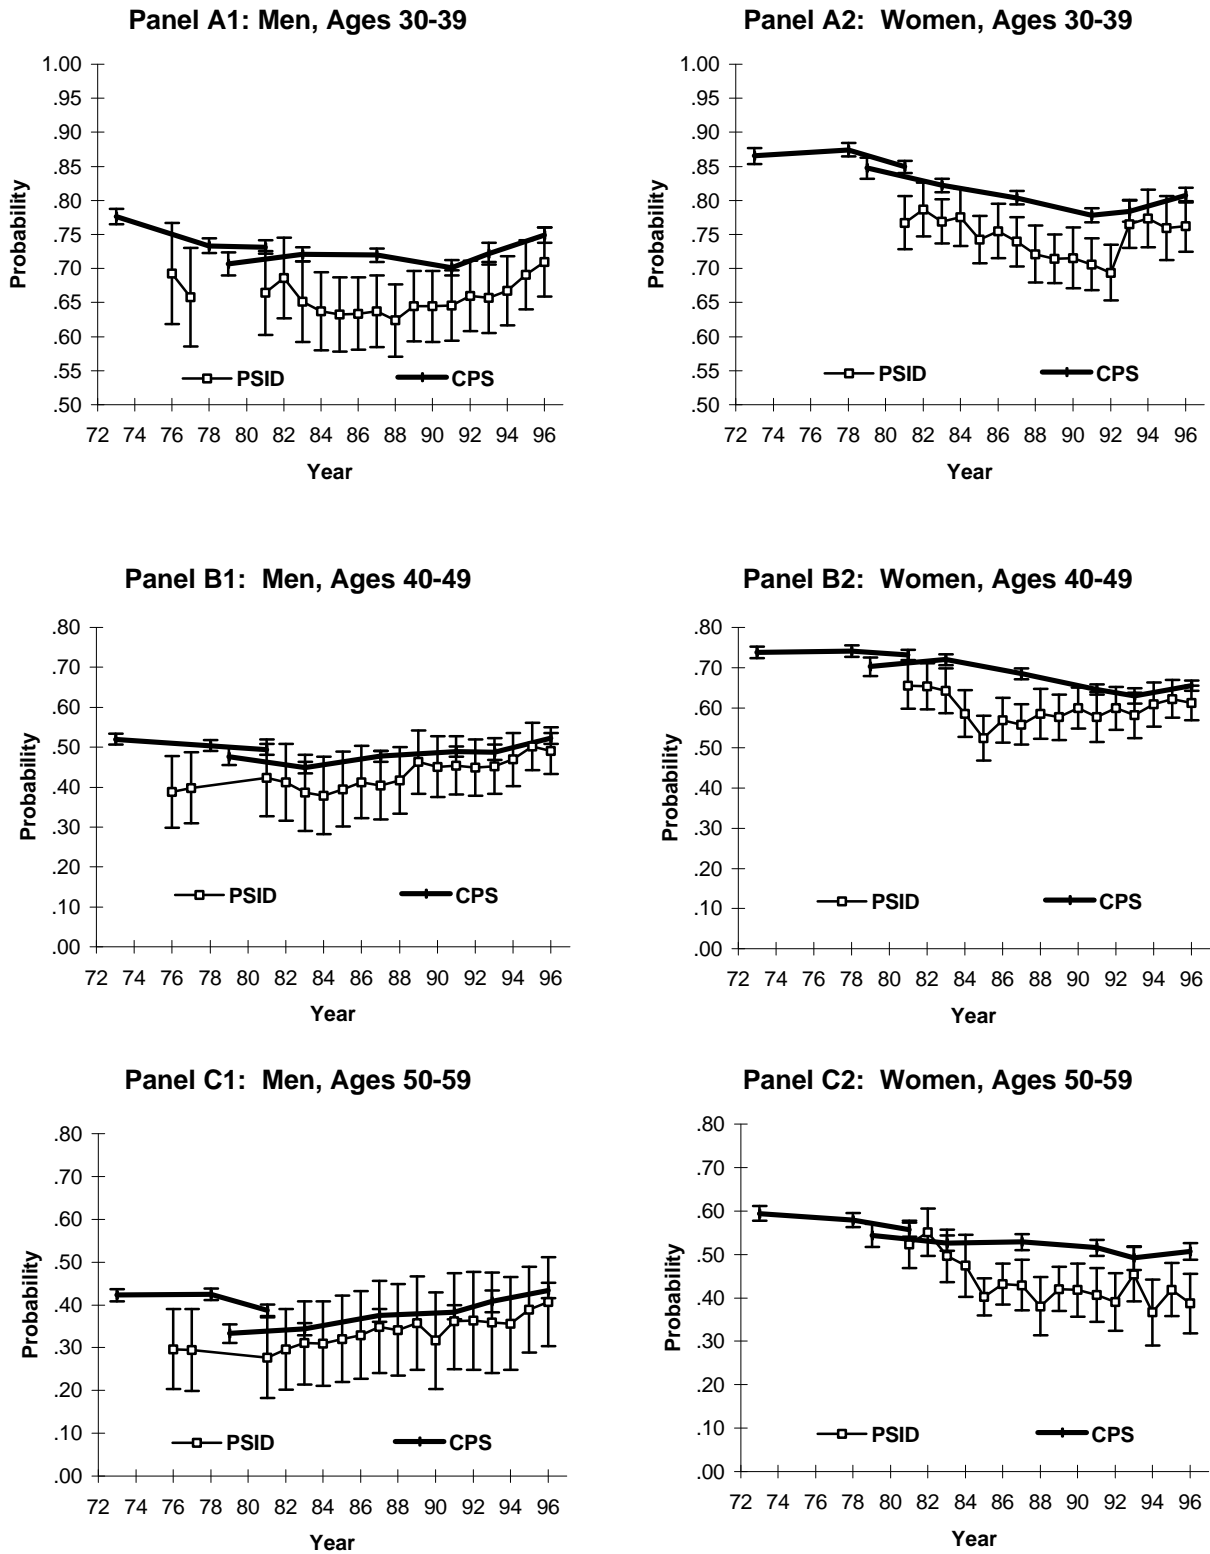 Panel A1: Men, Ages 30-39
1.00
.95
.90
.85
.80
.75
.70
.65
.60
.55
.50
Probability
PSID
CPS
72 74 76 78 80 82 84 86 88 90 92 94 96
Year
Panel A2: Women, Ages 30-39
1.00
.95
.90
.85
.80
.75
.70
.65
.60
.55
.50
Probability
PSID
CPS
72 74 76 78 80 82 84 86 88 90 92 94 96
Year
Panel B1: Men, Ages 40-49
.80
.70
.60
.50
.40
.30
.20
.10
.00
Probability
PSID
CPS
72 74 76 78 80 82 84 86 88 90 92 94 96
Year
Panel B2: Women, Ages 40-49
.80
.70
.60
.50
.40
.30
.20
.10
.00
Probability
PSID
CPS
72 74 76 78 80 82 84 86 88 90 92 94 96
Year
Panel C1: Men, Ages 50-59
.80
.70
.60
.50
.40
.30
.20
.10
.00
Probability
PSID
CPS
72 74 76 78 80 82 84 86 88 90 92 94 96
Year
Panel C2: Women, Ages 50-59
.80
.70
.60
.50
.40
.30
.20
.10
.00
Probability
PSID
CPS
72 74 76 78 80 82 84 86 88 90 92 94 96
Year